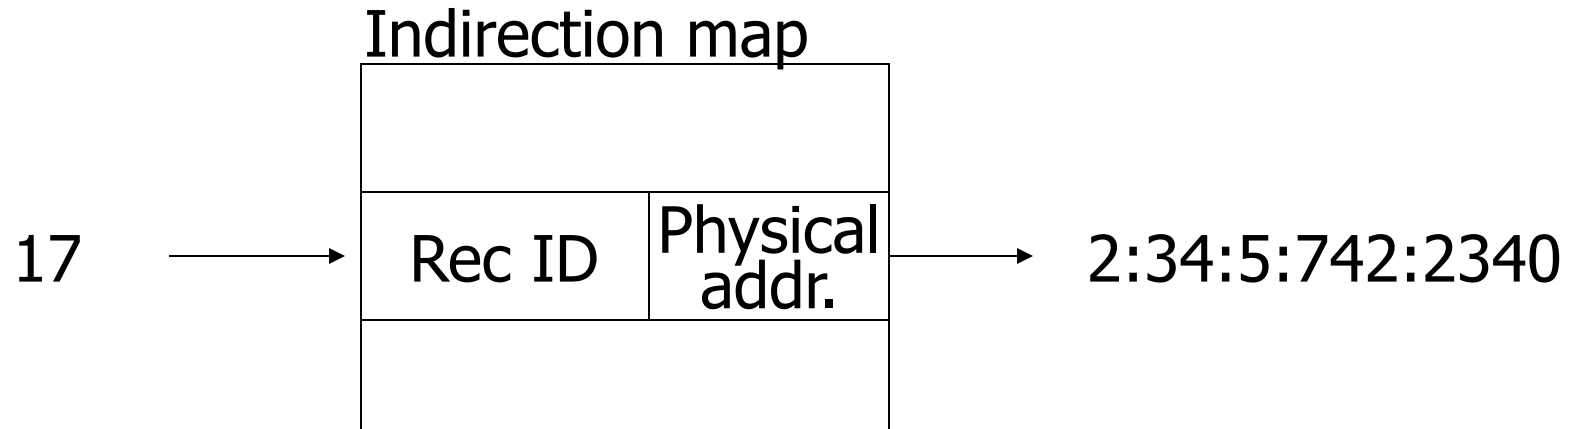 Indirection map
17
Rec ID
Physical
addr.
2:34:5:742:2340